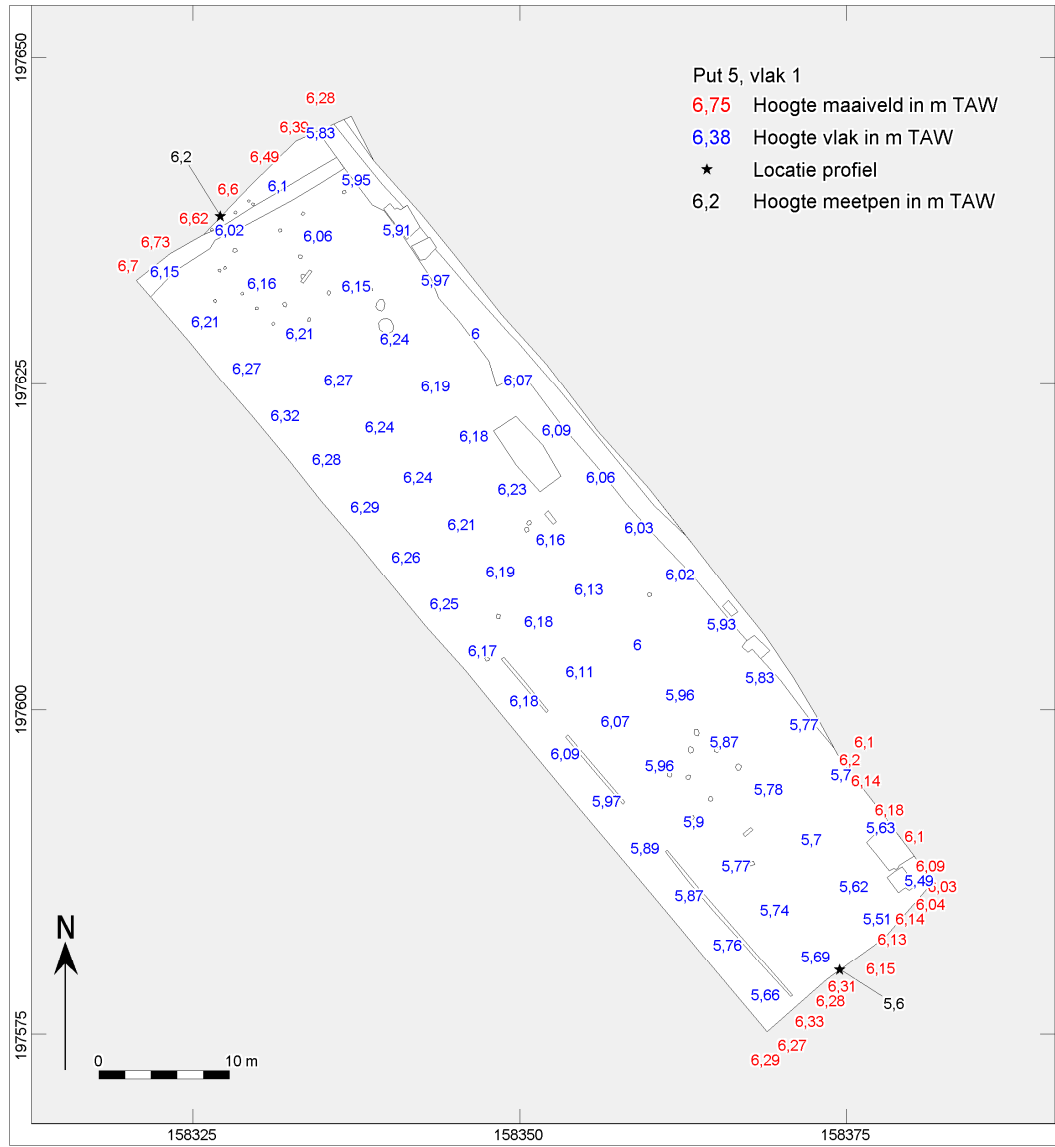 197650
197625
197600
197575
Put 5, vlak 1
6,75 Hoogte maaiveld in m TAW
6,38 Hoogte vlak in m TAW
Locatie profiel
6,2 Hoogte meetpen in m TAW
6,28
6,39 5,83
6,2 6,49
6,6 6,1 5,95
6,62 6,02 6,06 5,91
6,73
6,7 6,15
6,16 6,15 5,97
6,21 6,21 6,24 6
6,27 6,27 6,19 6,07
6,32 6,24 6,18 6,09
6,28 6,24 6,23 6,06
6,29 6,21 6,16 6,03
6,26 6,19 6,13 6,02
6,25 6,18 6 5,93
6,17 6,11 5,96 5,83
6,18 6,07 5,87 5,77
6,1
6,2
6,09 5,96 5,78 5,7 6,14
5,97 5,9 5,7 5,63 6,18
6,1
5,89 5,77 5,62 5,49 6,09
6,03
5,87 5,74 5,51 6,14 6,04
5,76 5,69 6,13
6,15
5,66 6,31
6,28 5,6
6,33
6,27
6,29
N
0 10 m
158325 158350 158375